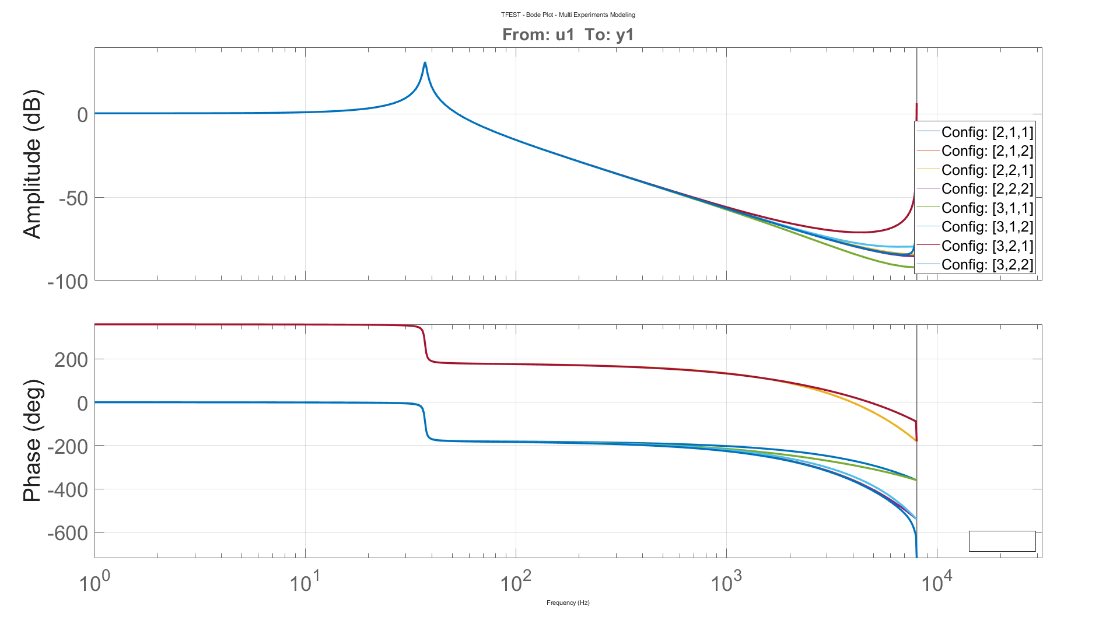 TFEST - Bode Plot - Multi Experiments Modeling
From: u1 To: y1
Amplitude (dB)
0
-50
-100
Config: [2,1,1]
Config: [2,1,2]
Config: [2,2,1]
Config: [2,2,2]
Config: [3,1,1]
Config: [3,1,2]
Config: [3,2,1]
Config: [3,2,2]
Phase (deg)
200
0
-200
-400
-600
10^0 10^1 10^2 10^3 10^4
Frequency (Hz)